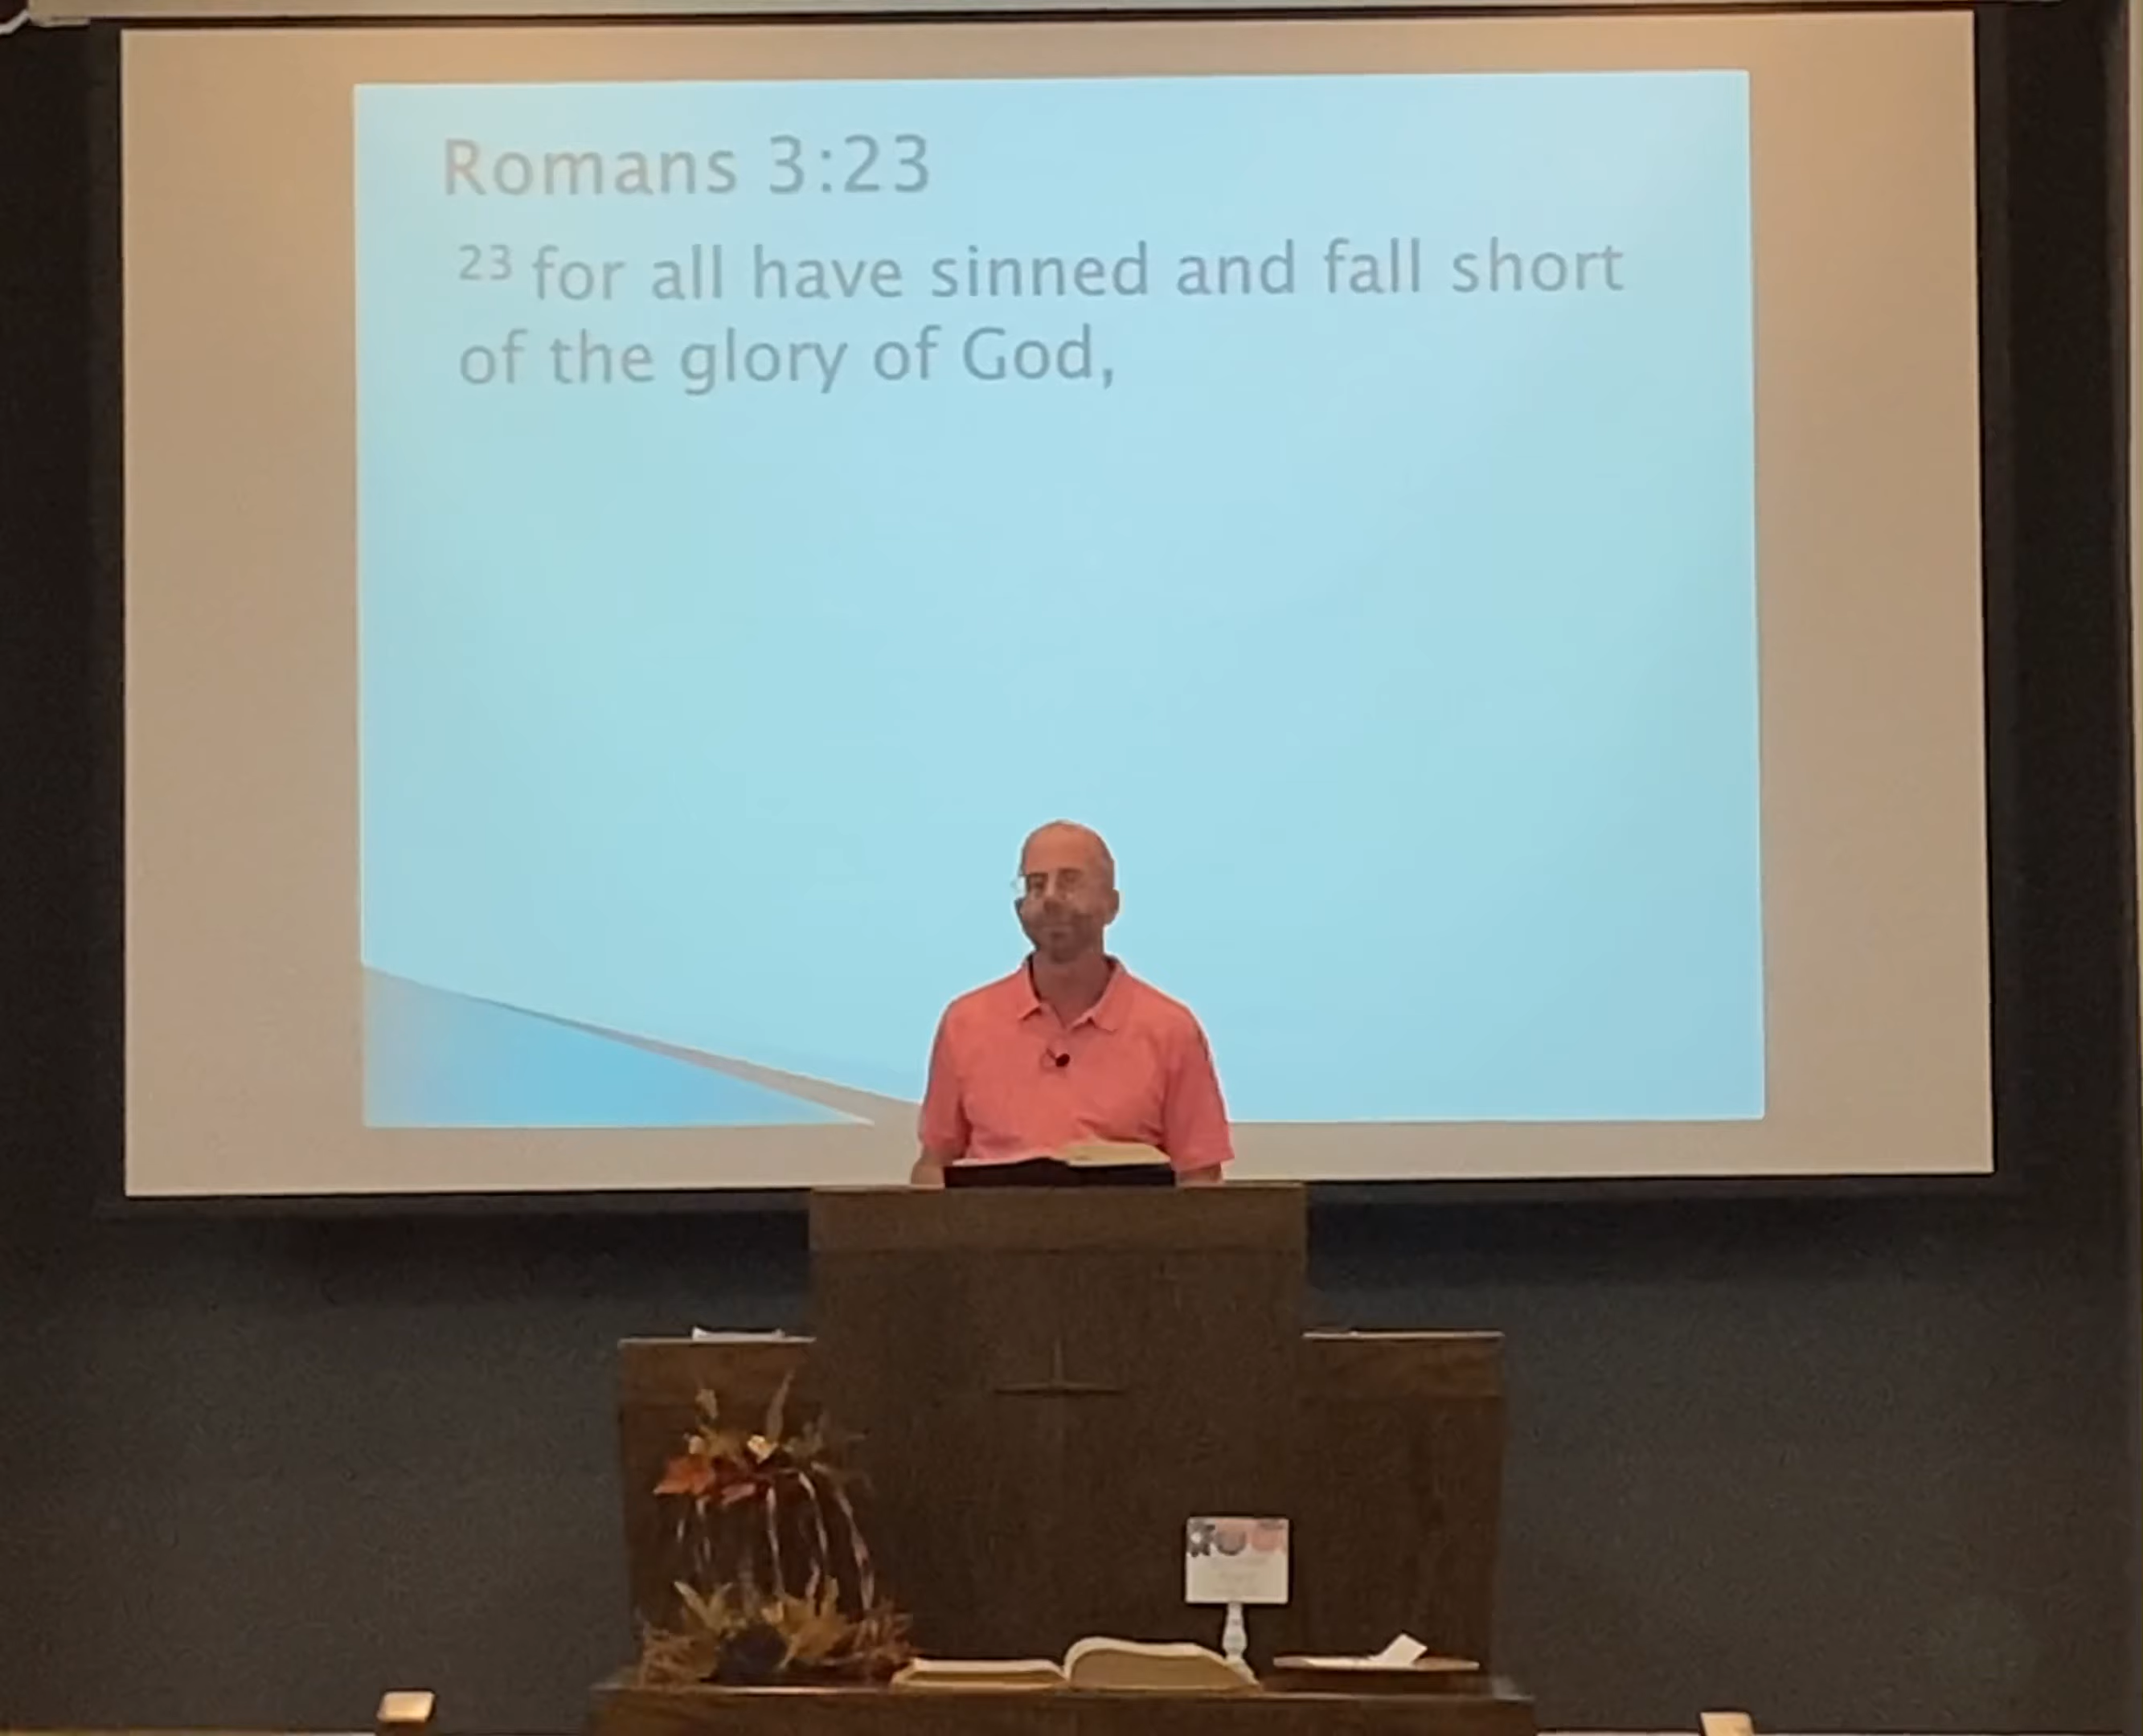 Romans 3:23
23 for all have sinned and fall short
of the glory of God,